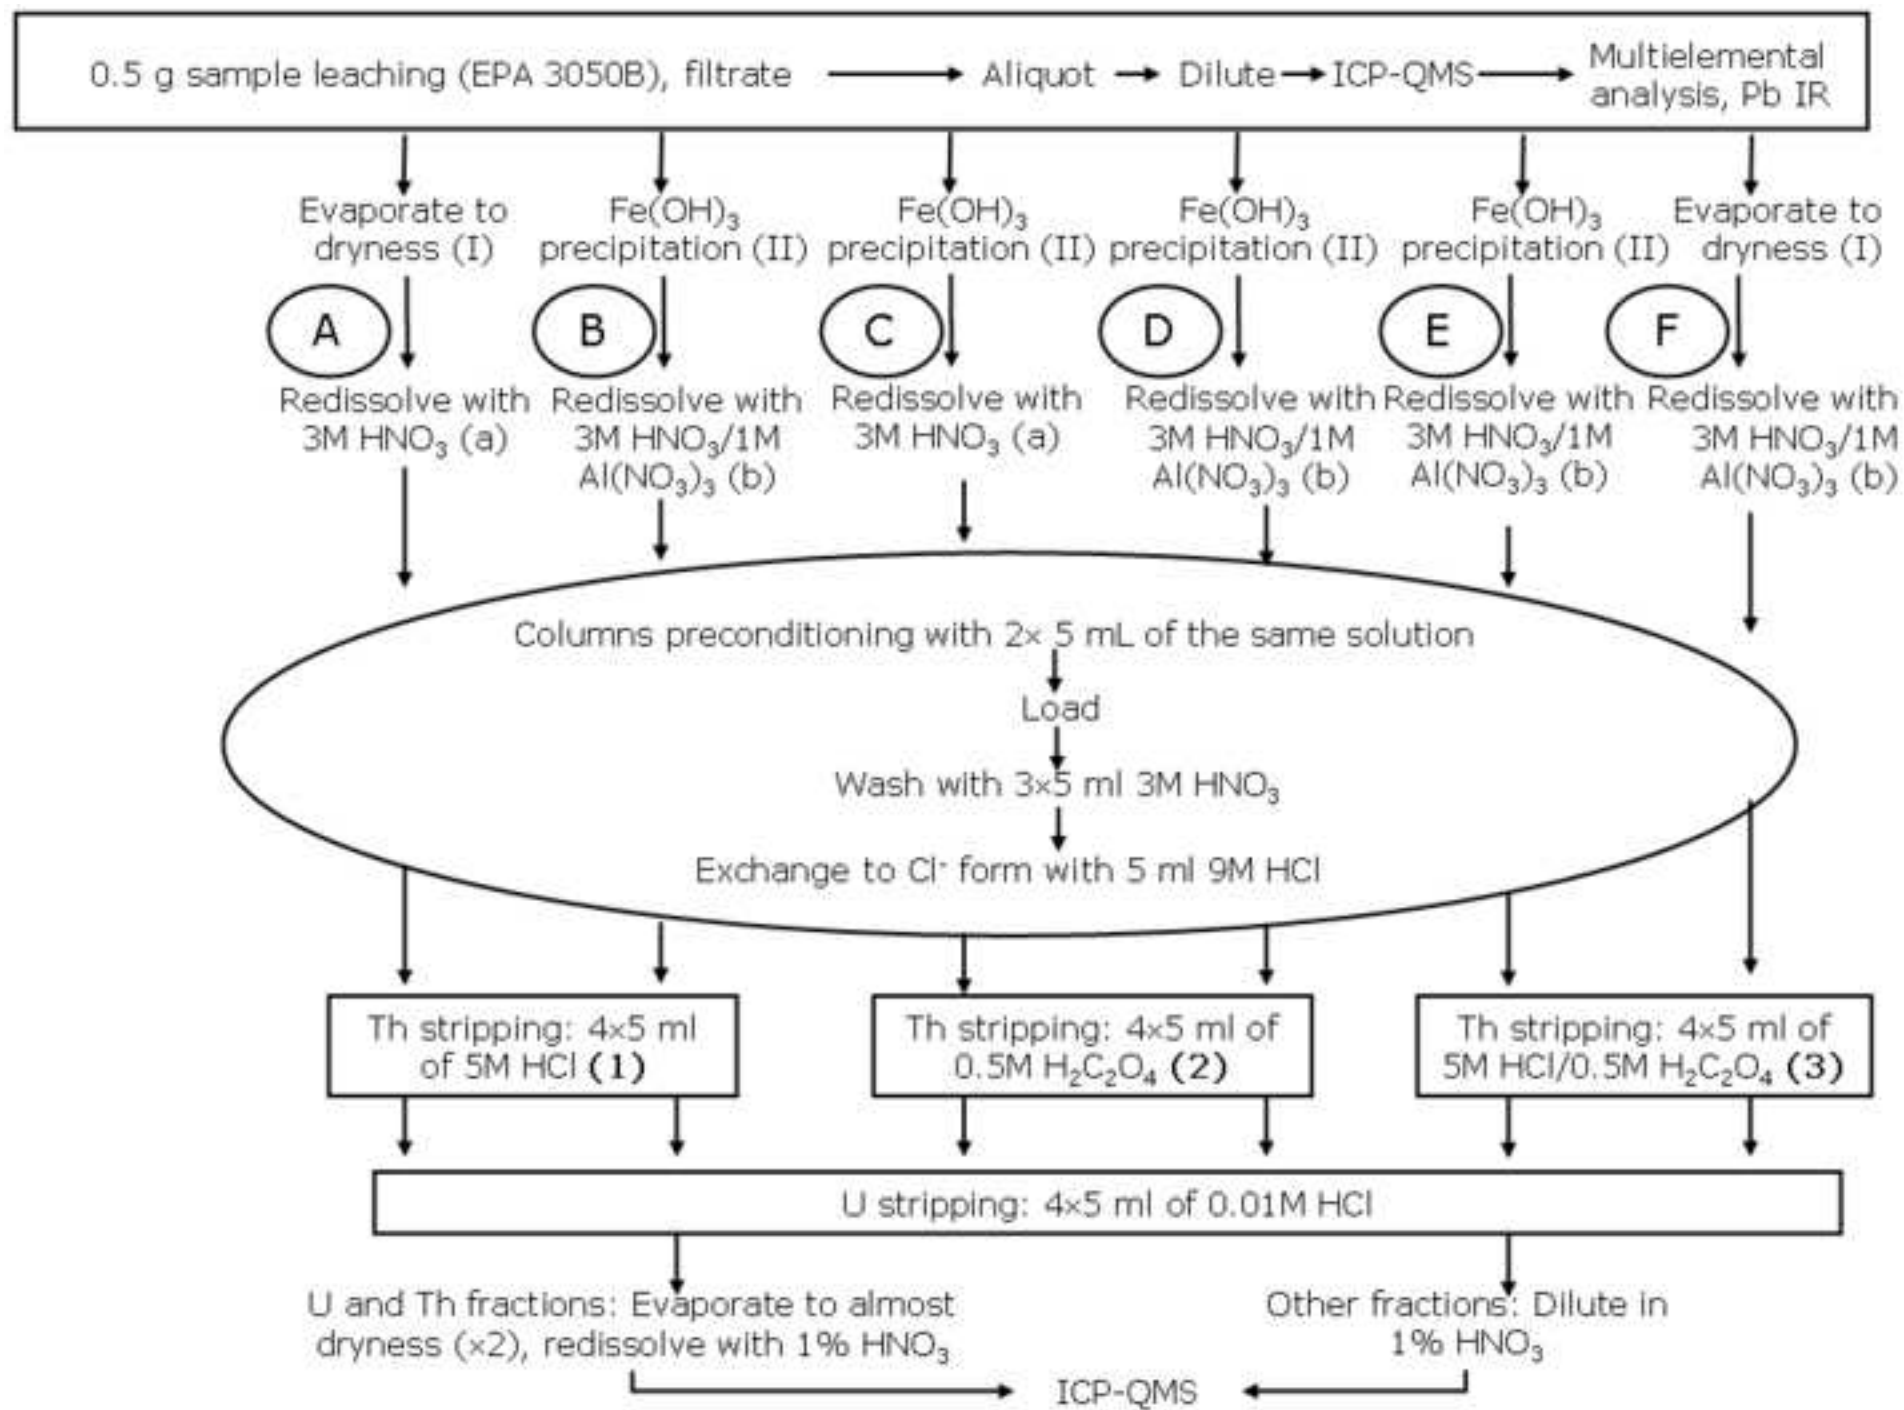 0.5 g sample leaching (EPA 3050B), filtrate → Aliquot → Dilute → ICP-QMS → Multielemental
analysis, Pb IR
Evaporate to
dryness (I)
Fe(OH)₃
precipitation (II)
Fe(OH)₃
precipitation (II)
Fe(OH)₃
precipitation (II)
Fe(OH)₃
precipitation (II)
Evaporate to
dryness (I)
A
B
C
D
E
F
Redissolve with
3M HNO₃ (a)
Redissolve with
3M HNO₃/1M
Al(NO₃)₃ (b)
Redissolve with
3M HNO₃ (a)
Redissolve with
3M HNO₃/1M
Al(NO₃)₃ (b)
Redissolve with
3M HNO₃/1M
Al(NO₃)₃ (b)
Redissolve with
3M HNO₃/1M
Al(NO₃)₃ (b)
Columns preconditioning with 2× 5 mL of the same solution
Load
Wash with 3×5 ml 3M HNO₃
Exchange to Cl⁻ form with 5 ml 9M HCl
Th stripping: 4×5 ml
of 5M HCl (1)
Th stripping: 4×5 ml of
0.5M H₂C₂O₄ (2)
Th stripping: 4×5 ml of
5M HCl/0.5M H₂C₂O₄ (3)
U stripping: 4×5 ml of 0.01M HCl
U and Th fractions: Evaporate to almost
dryness (×2), redissolve with 1% HNO₃
Other fractions: Dilute in
1% HNO₃
ICP-QMS